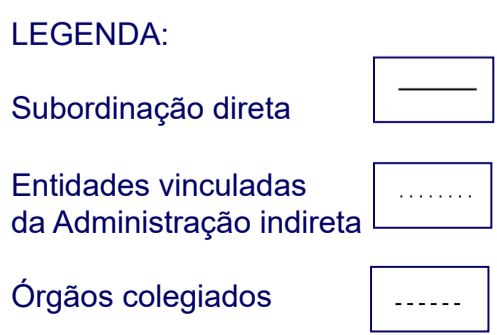 LEGENDA:
Subordinação direta
Entidades vinculadas
da Administração indireta
Órgãos colegiados